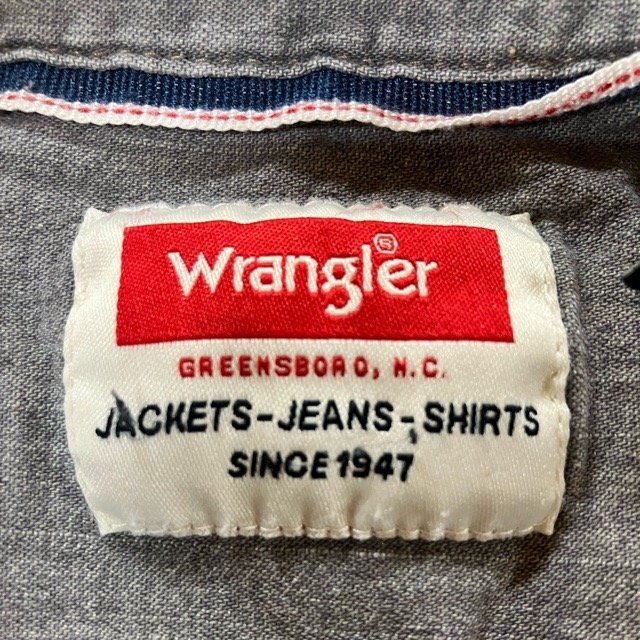 Wrangler
GREENSBORO, N.C.
JACKETS-JEANS-SHIRTS
SINCE 1947